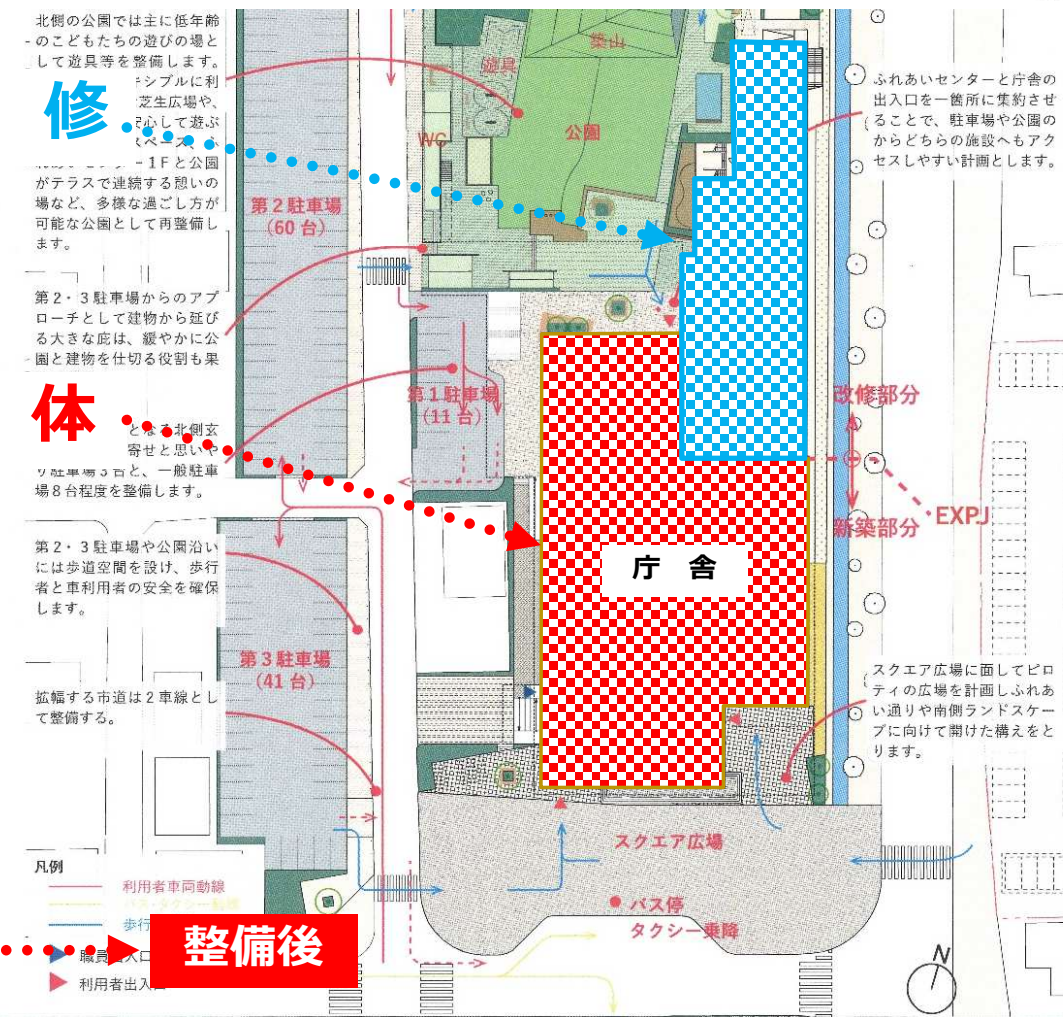 北側の公園では主に低年齢
のこどもたちの遊びの場と
して遊具等を整備します。
キシブルに利
芝生広場や、
安心して遊ぶ
スペース、ふ
1Fと公園
がテラスで連続する憩いの
場など、多様な過ごし方が
可能な公園として再整備し
ます。
修
第2・3駐車場からのアプ
ローチとして建物から延び
る大きな庇は、緩やかに公
園と建物を仕切る役割も果
体
となる北側玄
寄せと思いや
り駐車場3台と、一般駐車
場8台程度を整備します。
第2・3駐車場や公園沿い
には歩道空間を設け、歩行
者と車利用者の安全を確保
します。
拡幅する市道は2車線とし
て整備する。
凡例
利用者車両動線
バス・タクシー動線
歩行
職員
入口
利用者出入
整備後
第2駐車場
(60台)
WC
遊具
築山
公園
第1駐車場
(11台)
第3駐車場
(41台)
庁 舎
スクエア広場
バス停
タクシー乗降
ふれあいセンターと庁舎の
出入口を一箇所に集約させ
ることで、駐車場や公園の
からどちらの施設へもアク
セスしやすい計画とします。
改修部分
EXPJ
新築部分
スクエア広場に面してピロ
ティの広場を計画しふれあ
い通りや南側ランドスケー
プに向けて開けた構えをと
ります。
N